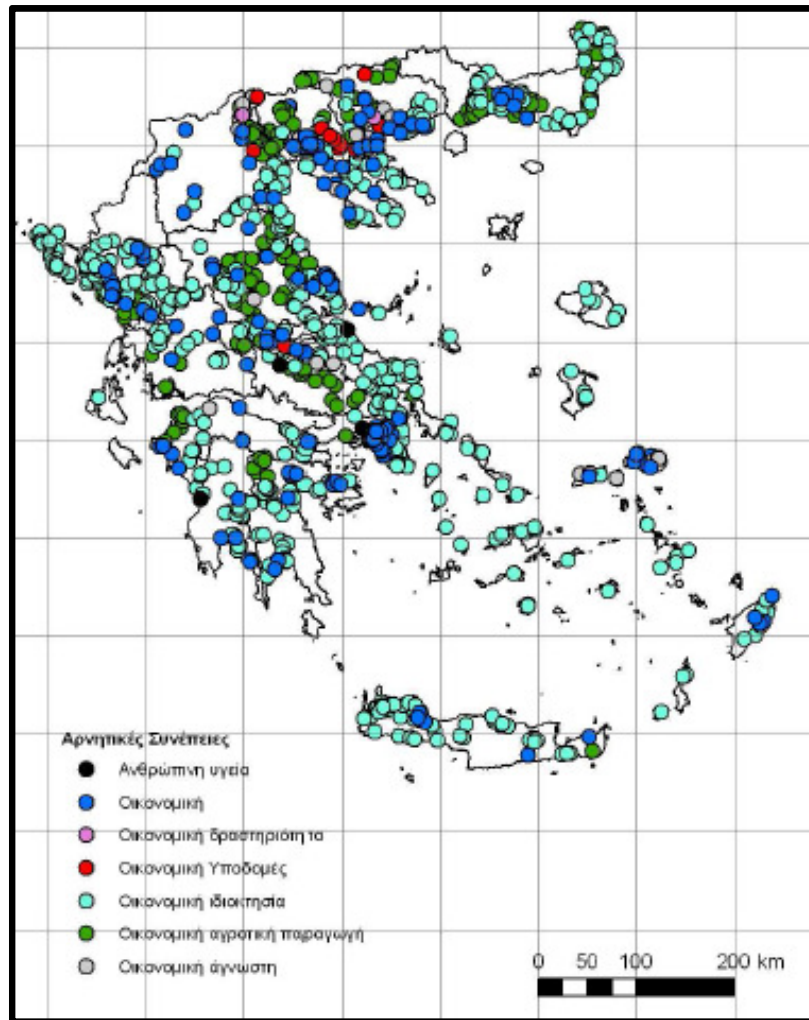 Αρνητικές Συνέπειες
Ανθρώπινη υγεία
Οικονομική
Οικονομική δραστηριότητα
Οικονομική Υποδομές
Οικονομική ιδιοκτησία
Οικονομική αγροτική παραγωγή
Οικονομική άγνωστη
0 50 100 200 km